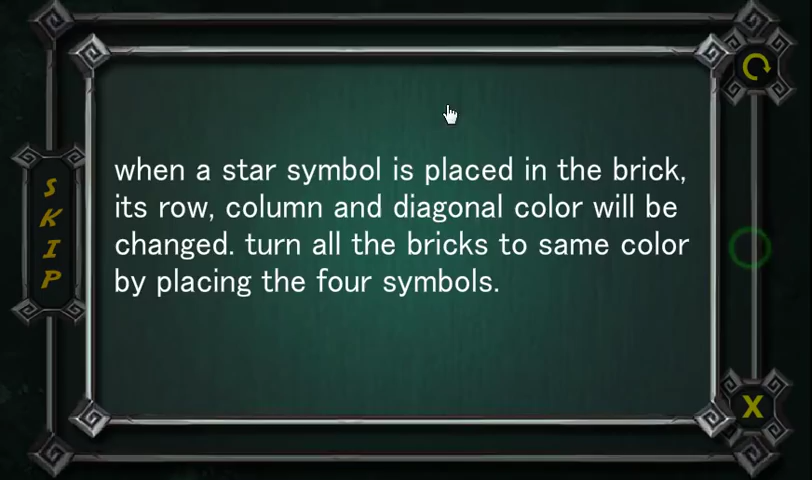 when a star symbol is placed in the brick,
its row, column and diagonal color will be
changed. turn all the bricks to same color
by placing the four symbols.
SKIP
X